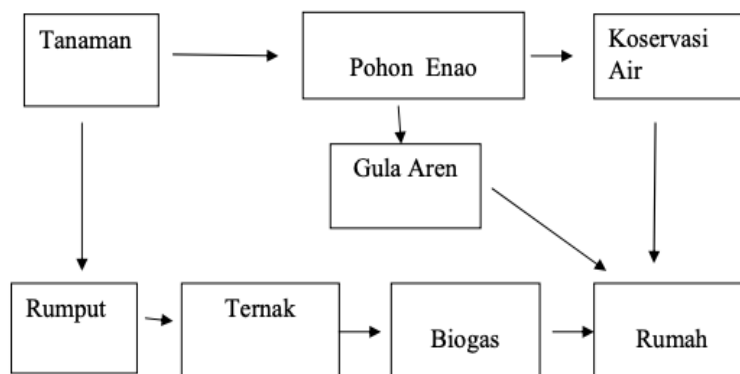 Tanaman
Pohon Enao
Koservasi
Air
Gula Aren
Rumput
Ternak
Biogas
Rumah